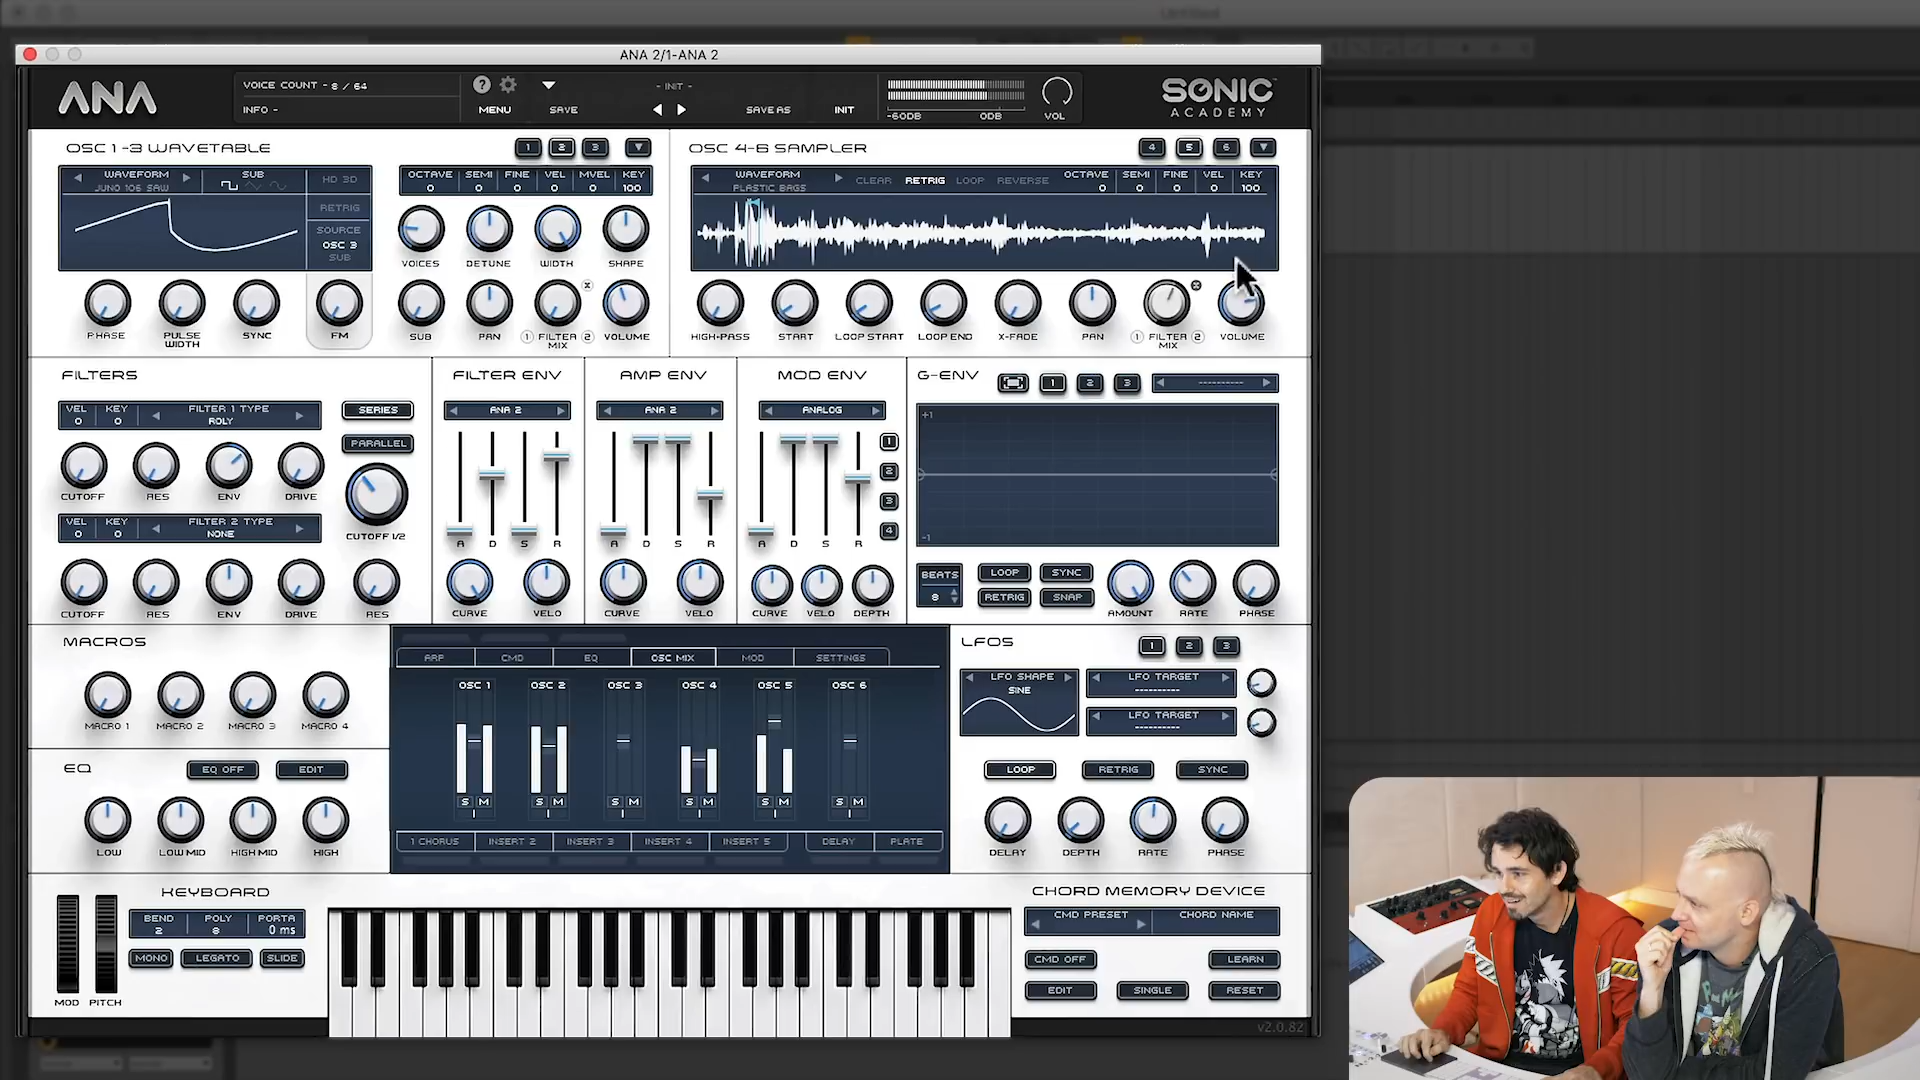 ANA 2/1-ANA 2
ANA
VOICE COUNT - 8 / 64
INFO -
? MENU
SAVE
- INIT -
SAVE AS
INIT
-60DB 0DB
VOL
SONIC
ACADEMY
OSC 1-3 WAVETABLE
1 2 3
WAVEFORM
JUNO 106 SAW
SUB
HD 3D
RETRIG
SOURCE
OSC 3
SUB
OCTAVE SEMI FINE VEL MVEL KEY
0 0 0 0 0 100
VOICES DETUNE WIDTH SHAPE
PHASE PULSE WIDTH SYNC FM
SUB PAN 1 FILTER MIX 2 VOLUME
OSC 4-6 SAMPLER
4 5 6
WAVEFORM
PLASTIC BAGS
CLEAR RETRIG LOOP REVERSE
OCTAVE SEMI FINE VEL KEY
0 0 0 0 100
HIGH-PASS START LOOP START LOOP END X-FADE PAN 1 FILTER MIX 2 VOLUME
FILTERS
VEL KEY FILTER 1 TYPE
0 0 ROLY
SERIES
PARALLEL
CUTOFF RES ENV DRIVE
VEL KEY FILTER 2 TYPE
0 0 NONE
CUTOFF 1/2
CUTOFF RES ENV DRIVE RES
FILTER ENV
ANA 2
A D S R
CURVE VELO
AMP ENV
ANA 2
A D S R
CURVE VELO
MOD ENV
ANALOG
1
2
3
4
A D S R
CURVE VELO DEPTH
G-ENV
1 2 3
----------
+1
-1
BEATS
8
LOOP SYNC
RETRIG SNAP
AMOUNT RATE PHASE
MACROS
MACRO 1 MACRO 2 MACRO 3 MACRO 4
EQ
EQ OFF EDIT
LOW LOW MID HIGH MID HIGH
ARP CMD EQ OSC MIX MOD SETTINGS
OSC 1 OSC 2 OSC 3 OSC 4 OSC 5 OSC 6
S M S M S M S M S M S M
1 CHORUS INSERT 2 INSERT 3 INSERT 4 INSERT 5 DELAY PLATE
LFOS
1 2 3
LFO SHAPE
SINE
LFO TARGET
----------
LFO TARGET
----------
LOOP RETRIG SYNC
DELAY DEPTH RATE PHASE
KEYBOARD
BEND POLY PORTA
2 8 0 ms
MONO LEGATO SLIDE
MOD PITCH
CHORD MEMORY DEVICE
CMD PRESET CHORD NAME
CMD OFF LEARN
EDIT SINGLE RESET
v2.0.82